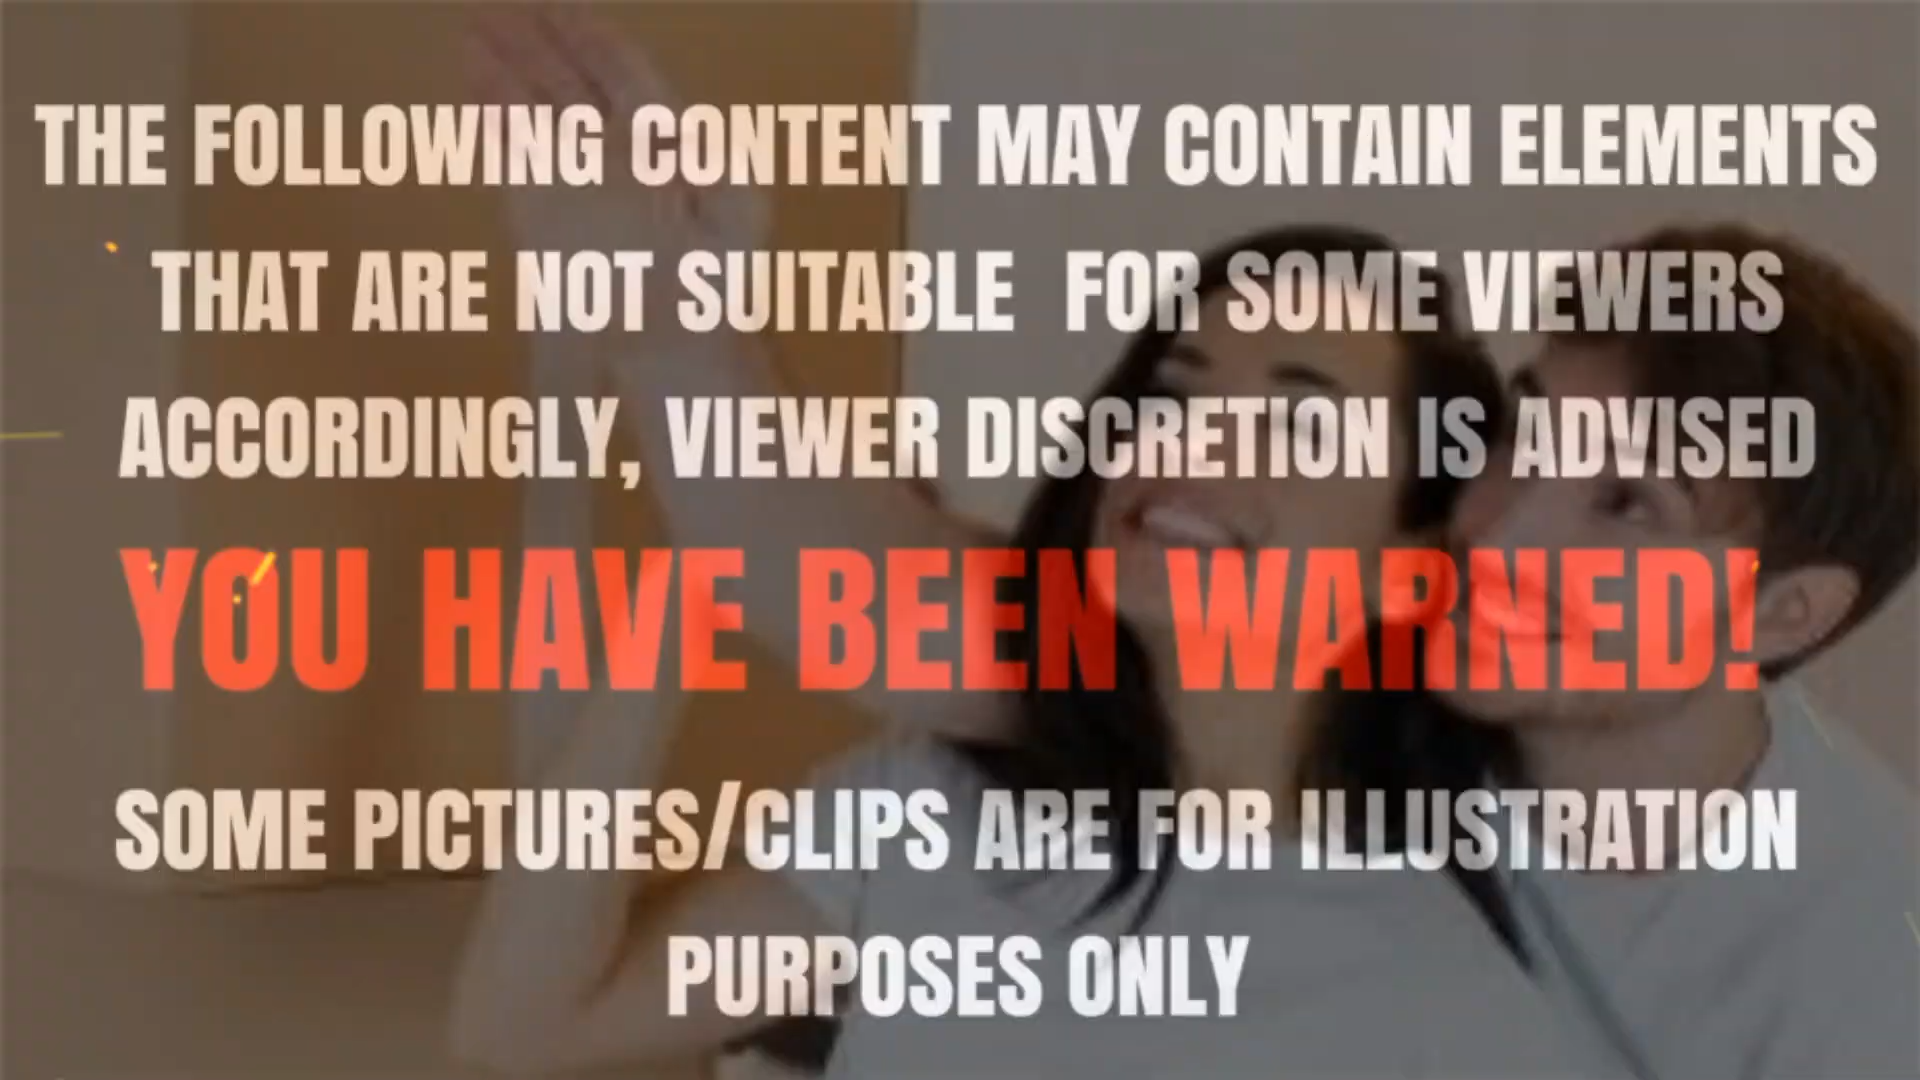 THE FOLLOWING CONTENT MAY CONTAIN ELEMENTS
THAT ARE NOT SUITABLE FOR SOME VIEWERS
ACCORDINGLY, VIEWER DISCRETION IS ADVISED
YOU HAVE BEEN WARNED!
SOME PICTURES/CLIPS ARE FOR ILLUSTRATION
PURPOSES ONLY